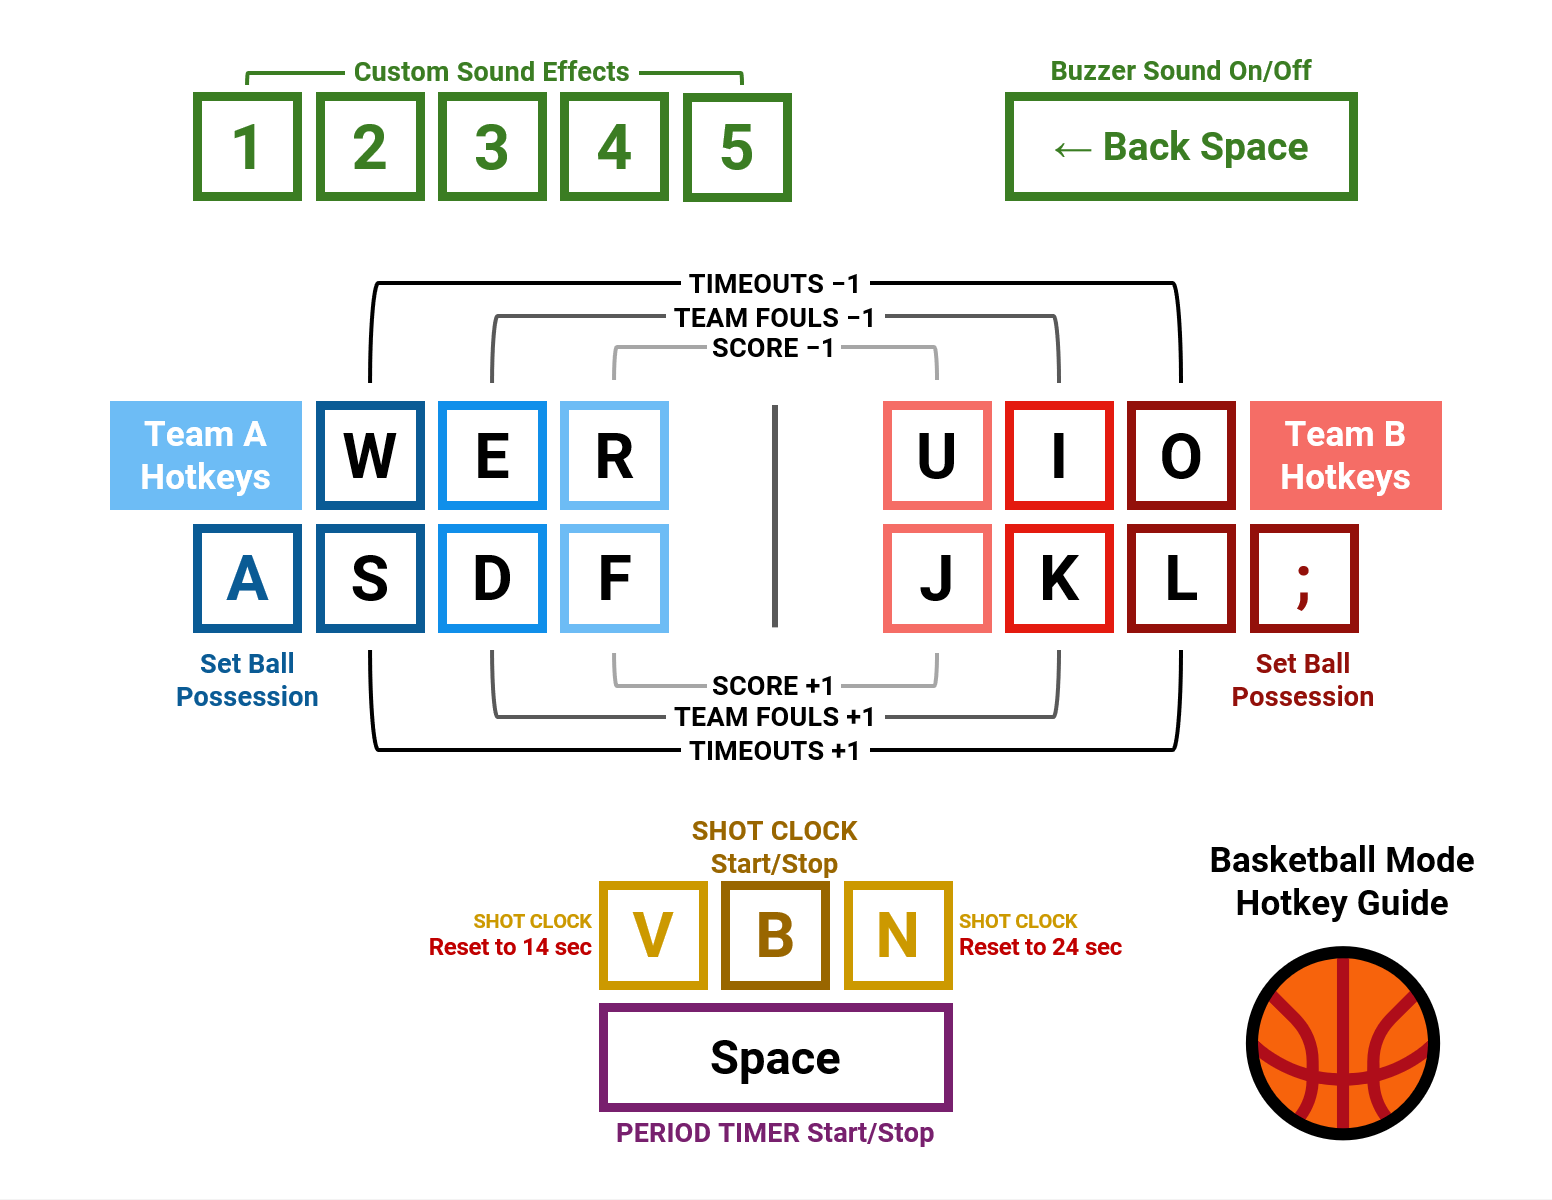 Custom Sound Effects
1 2 3 4 5
Buzzer Sound On/Off
← Back Space
TIMEOUTS −1
TEAM FOULS −1
SCORE −1
Team A
Hotkeys
W E R
U I O
Team B
Hotkeys
A S D F
J K L ;
Set Ball
Possession
Set Ball
Possession
SCORE +1
TEAM FOULS +1
TIMEOUTS +1
SHOT CLOCK
Start/Stop
SHOT CLOCK
Reset to 14 sec
V B N
SHOT CLOCK
Reset to 24 sec
Space
PERIOD TIMER Start/Stop
Basketball Mode
Hotkey Guide